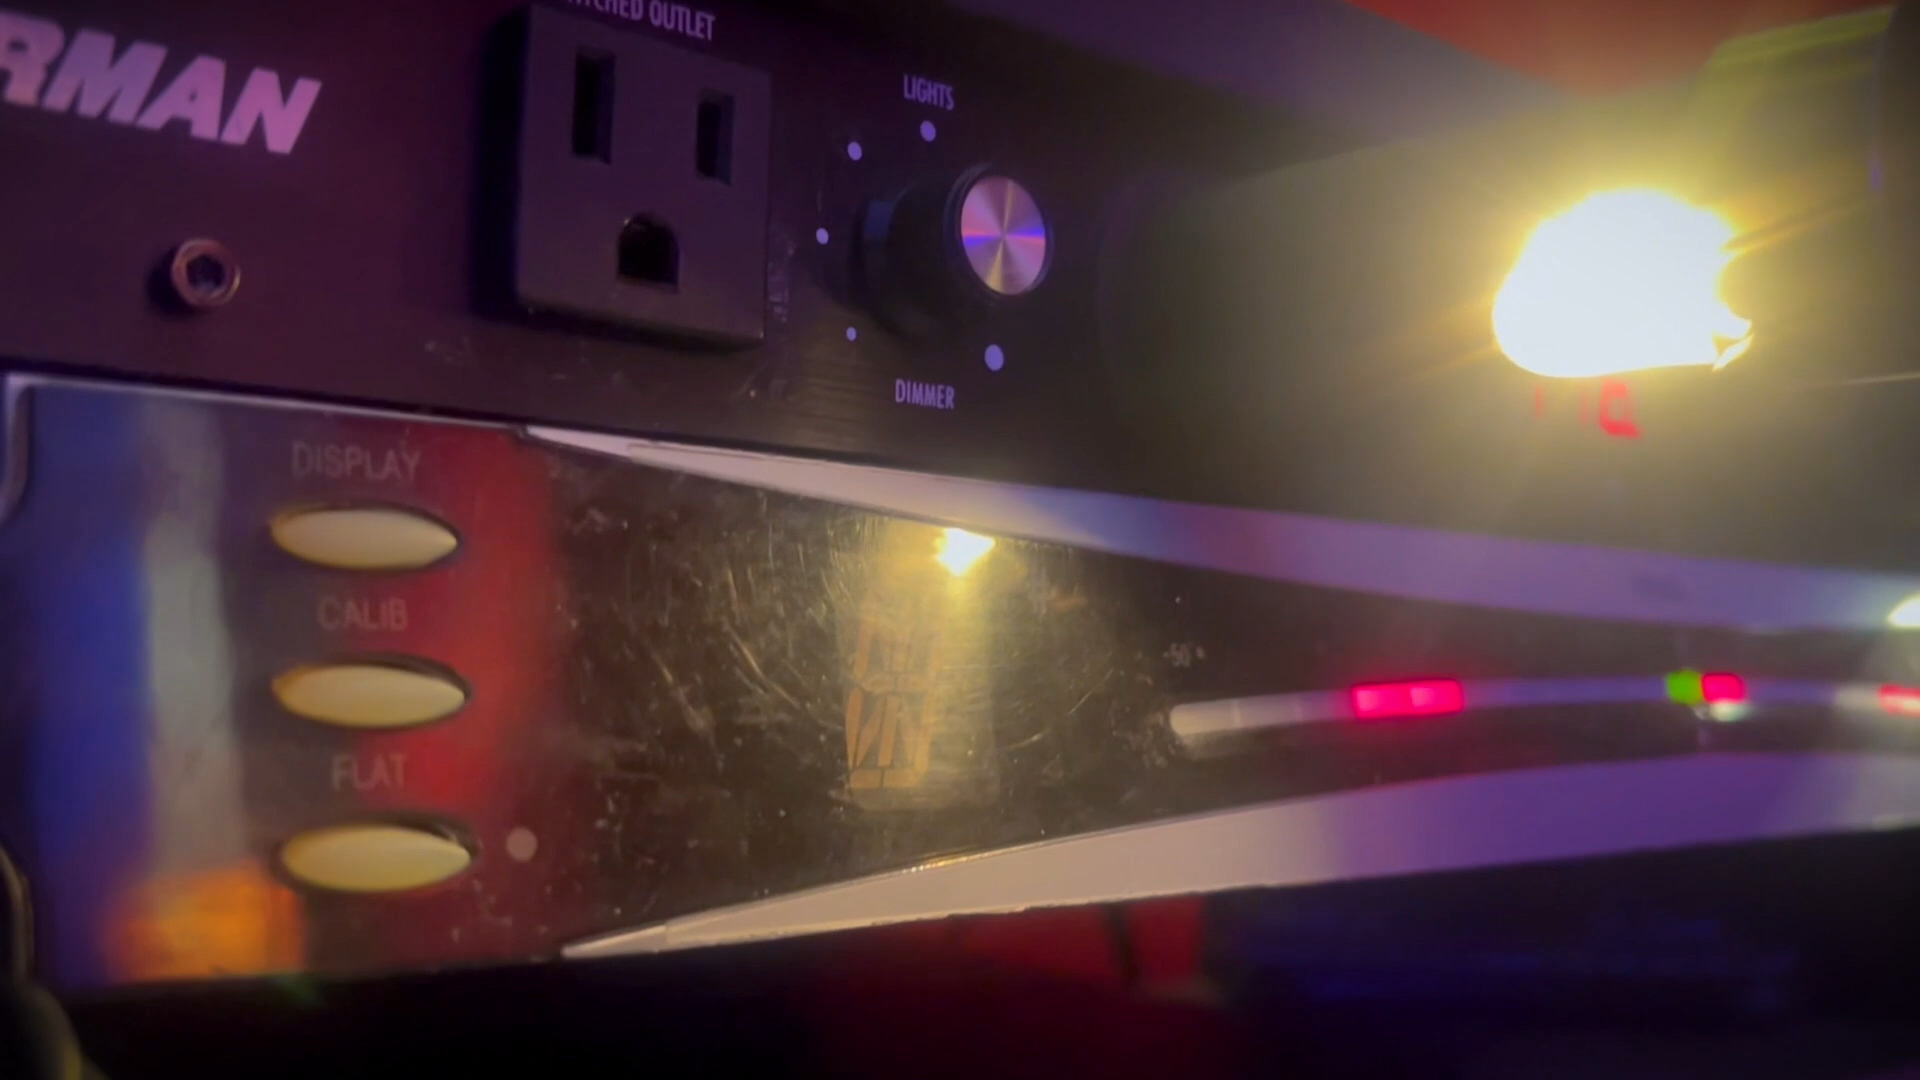 RMAN
TCHED OUTLET
LIGHTS
DIMMER
DISPLAY
CALIB
FLAT
-50°